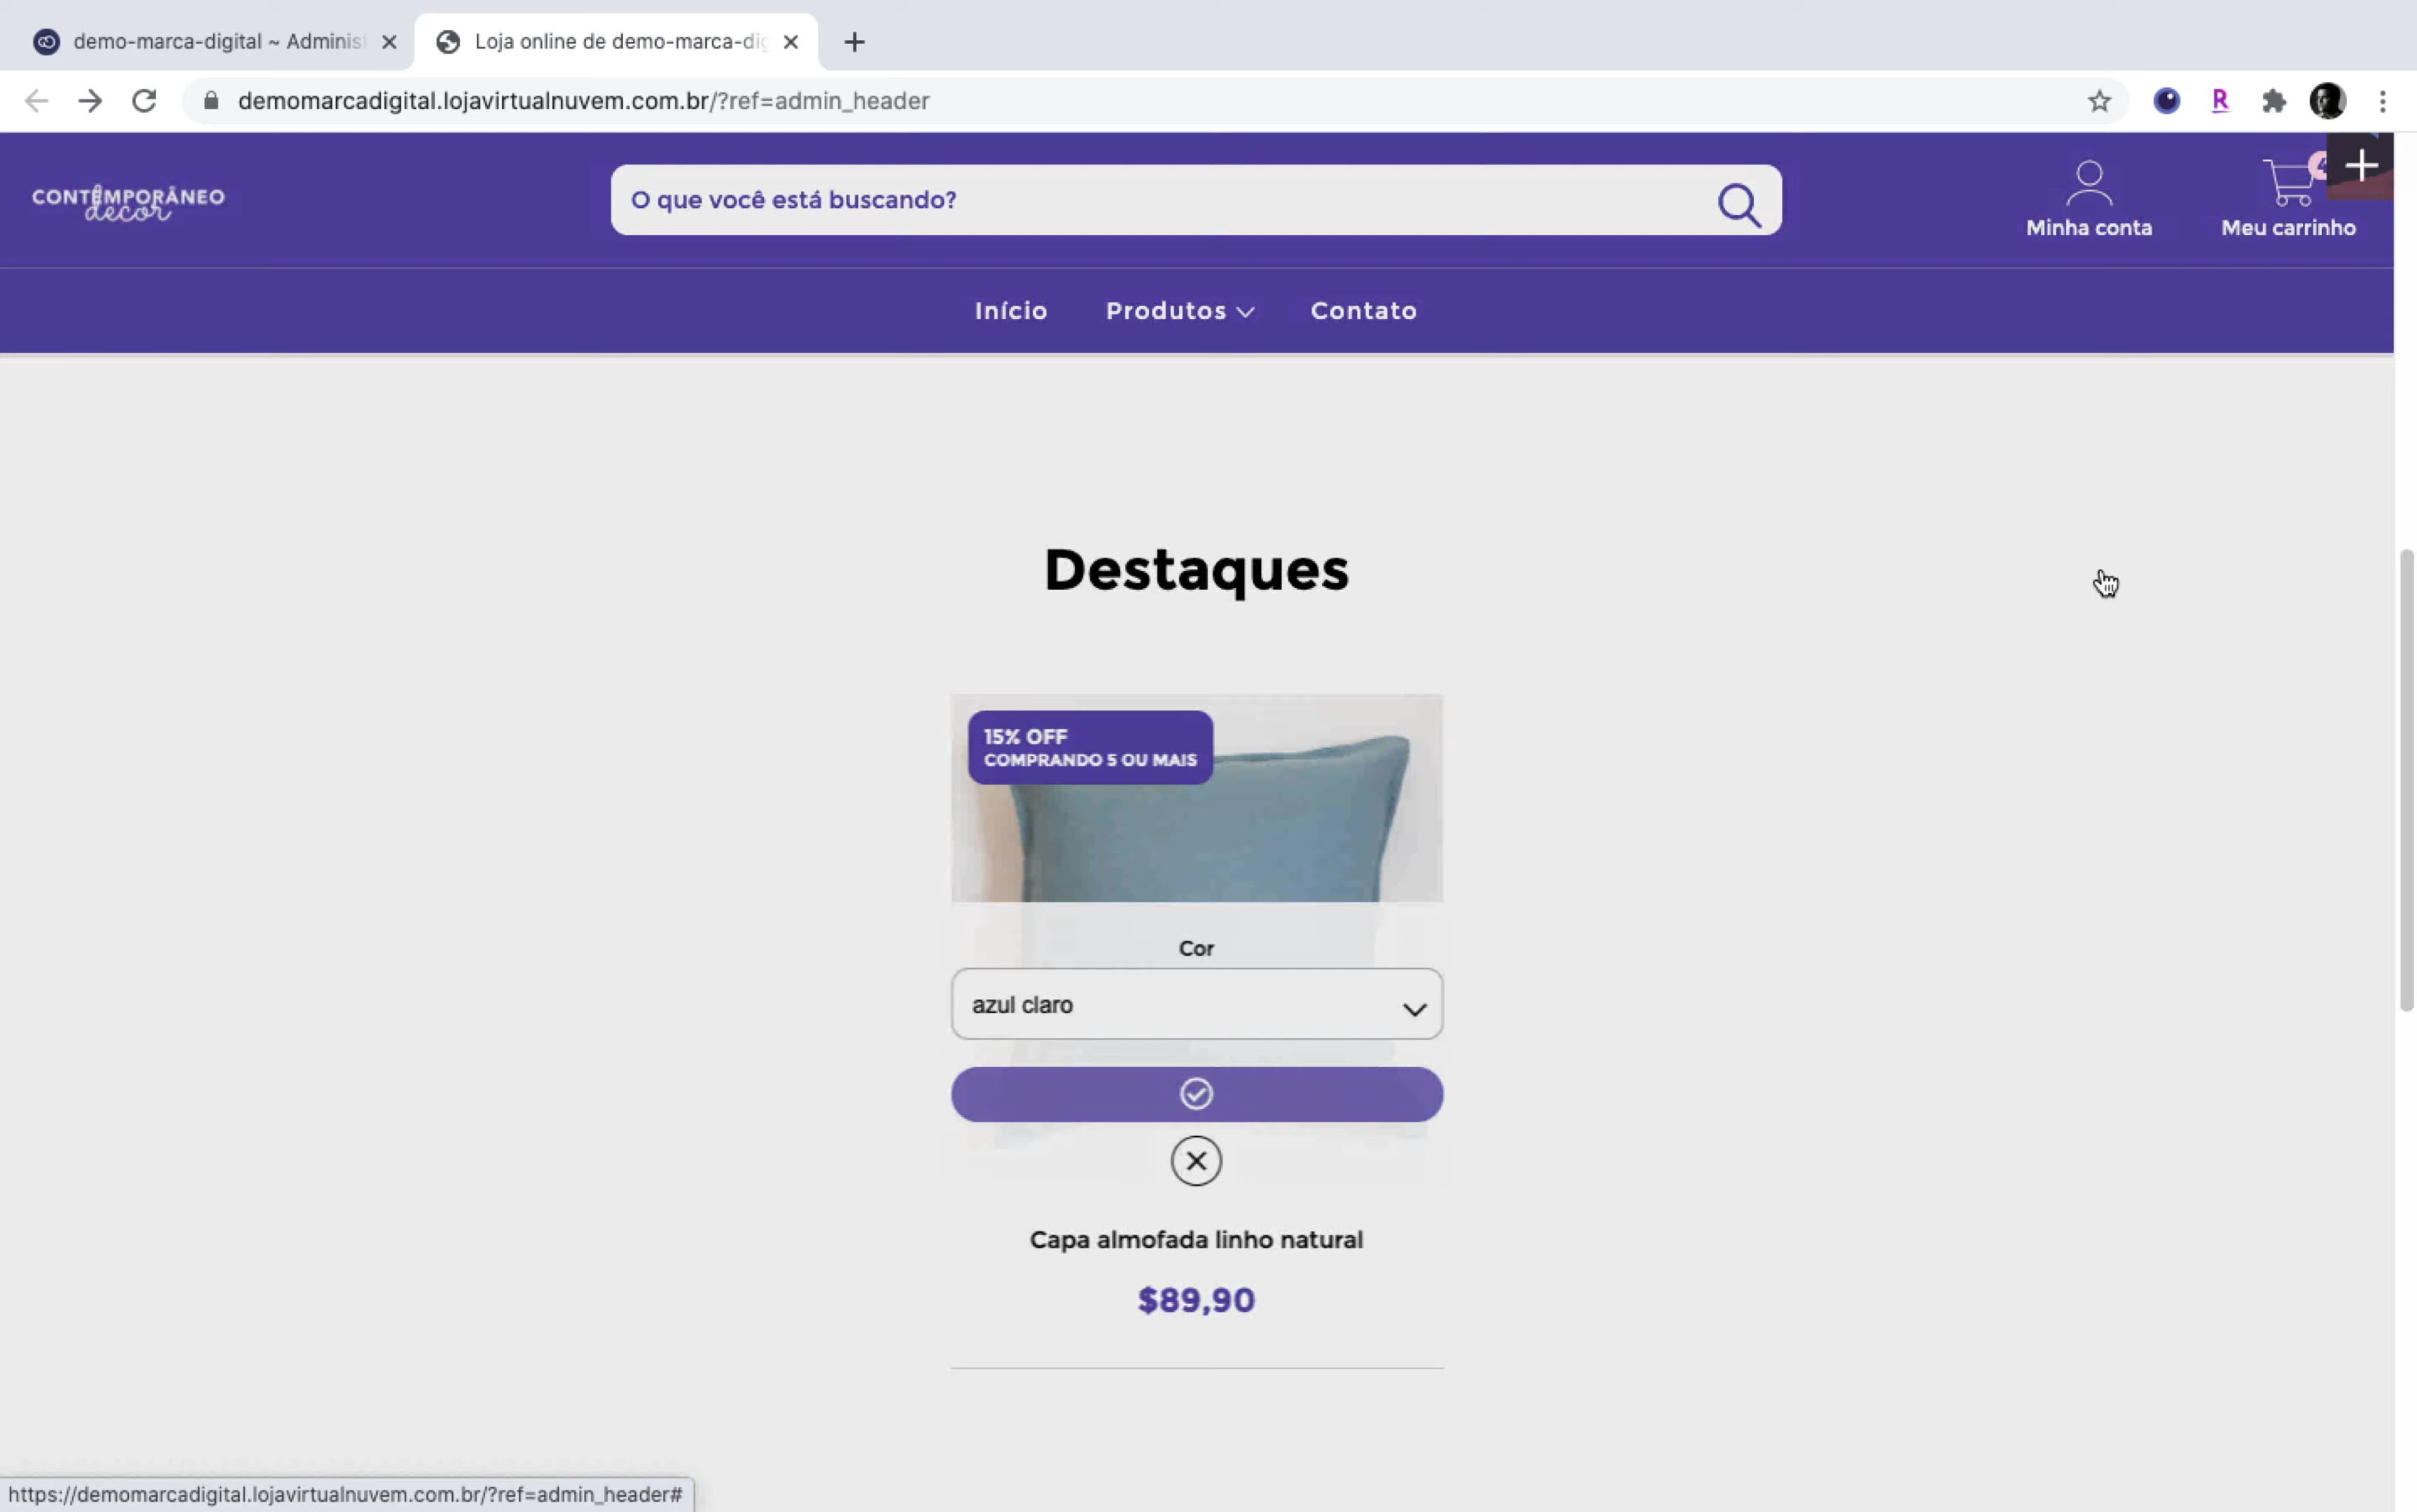 demo-marca-digital ~ Adminis
Loja online de demo-marca-dig
demomarcadigital.lojavirtualnuvem.com.br/?ref=admin_header
R
CONTEMPORÂNEO
decor
O que você está buscando?
Minha conta
Meu carrinho
Início
Produtos
Contato
Destaques
15% OFF
COMPRANDO 5 OU MAIS
Cor
azul claro
Capa almofada linho natural
$89,90
https://demomarcadigital.lojavirtualnuvem.com.br/?ref=admin_header#